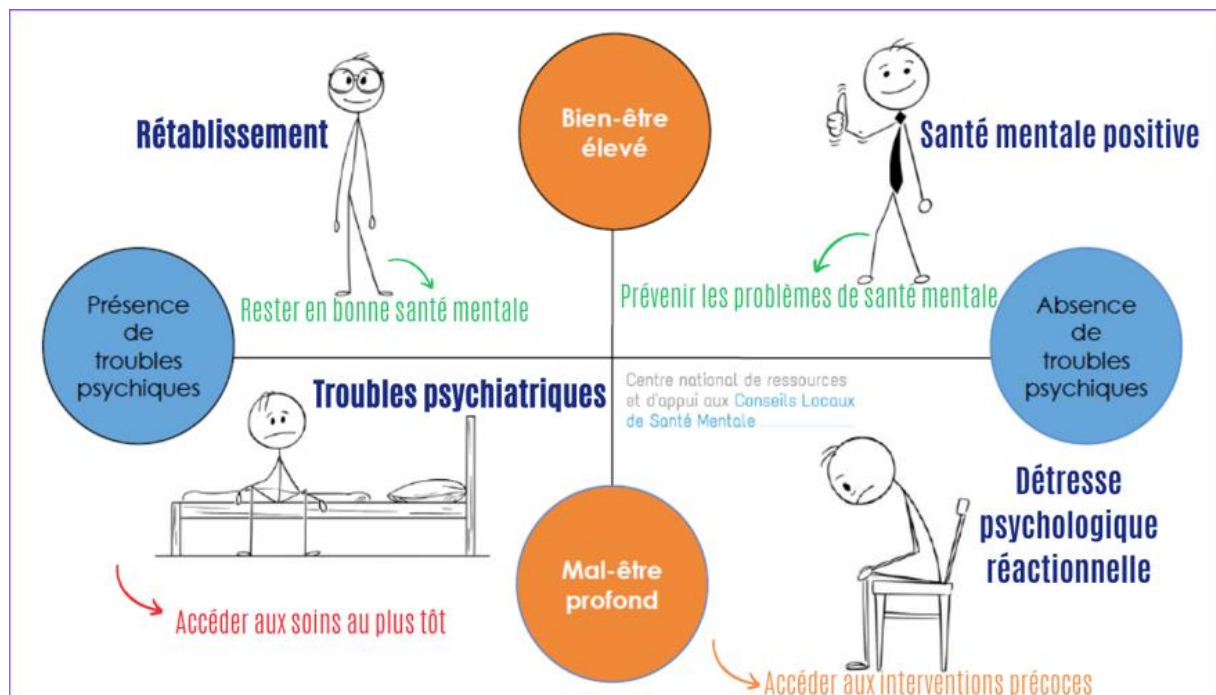 Bien-être
élevé
Rétablissement
Santé mentale positive
Rester en bonne santé mentale
Prévenir les problèmes de santé mentale
Présence
de
troubles
psychiques
Absence
de
troubles
psychiques
Troubles psychiatriques
Centre national de ressources
et d'appui aux Conseils Locaux
de Santé Mentale
Détresse
psychologique
réactionnelle
Mal-être
profond
Accéder aux soins au plus tôt
Accéder aux interventions précoces